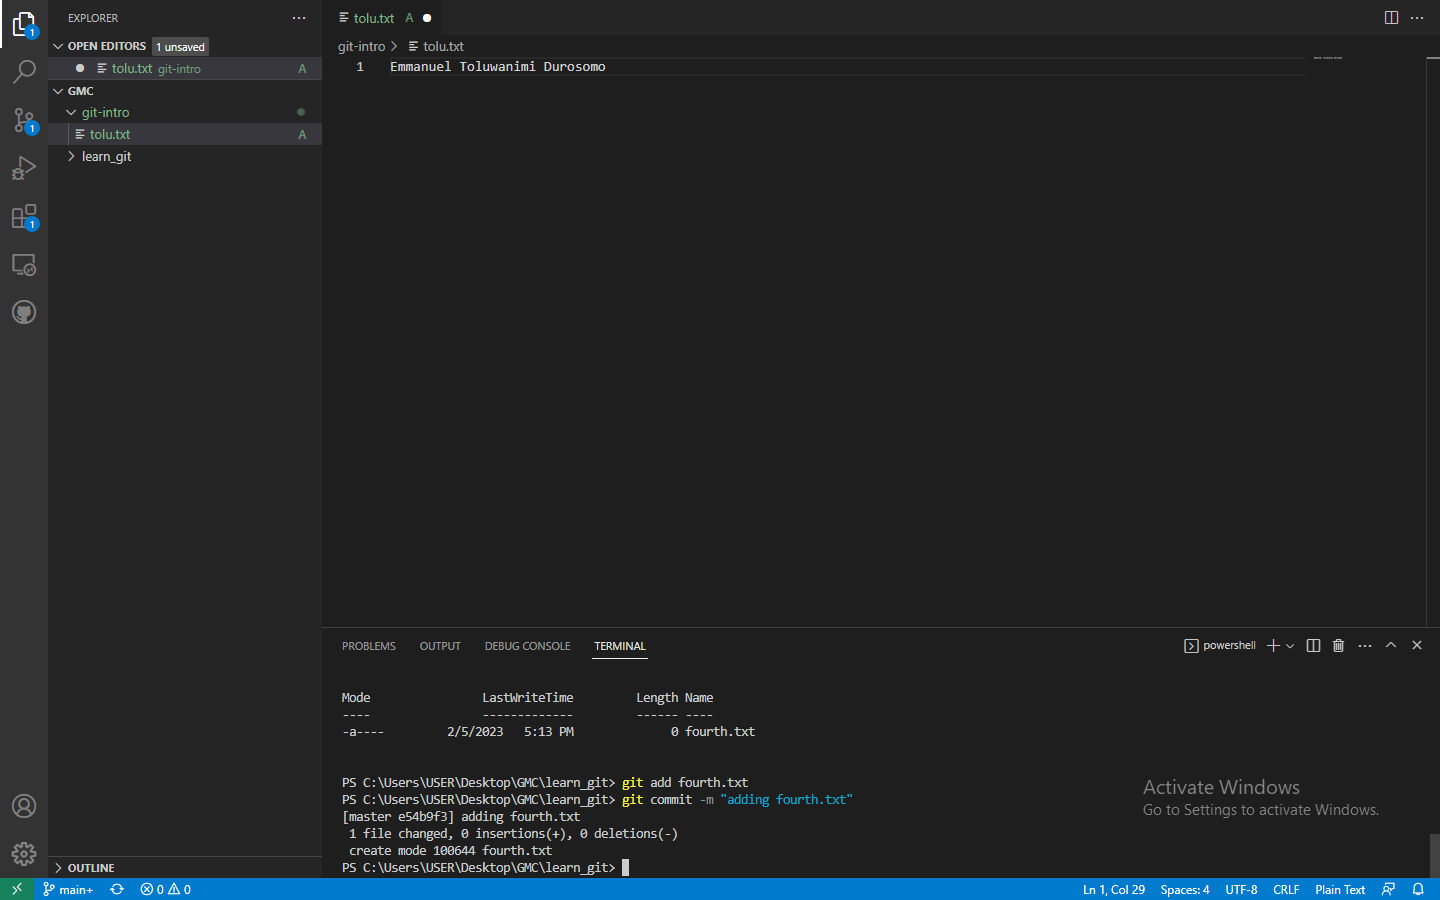 EXPLORER
OPEN EDITORS 1 unsaved
tolu.txt git-intro A
GMC
git-intro
tolu.txt A
learn_git
OUTLINE
1
1
1
tolu.txt A
git-intro > tolu.txt
1 Emmanuel Toluwanimi Durosomo
PROBLEMS OUTPUT DEBUG CONSOLE TERMINAL powershell
Mode LastWriteTime Length Name
---- ------------- ------ ----
-a---- 2/5/2023 5:13 PM 0 fourth.txt
PS C:\Users\USER\Desktop\GMC\learn_git> git add fourth.txt
PS C:\Users\USER\Desktop\GMC\learn_git> git commit -m "adding fourth.txt"
[master e54b9f3] adding fourth.txt
1 file changed, 0 insertions(+), 0 deletions(-)
create mode 100644 fourth.txt
PS C:\Users\USER\Desktop\GMC\learn_git>
Activate Windows
Go to Settings to activate Windows.
main+ 0 0 Ln 1, Col 29 Spaces: 4 UTF-8 CRLF Plain Text